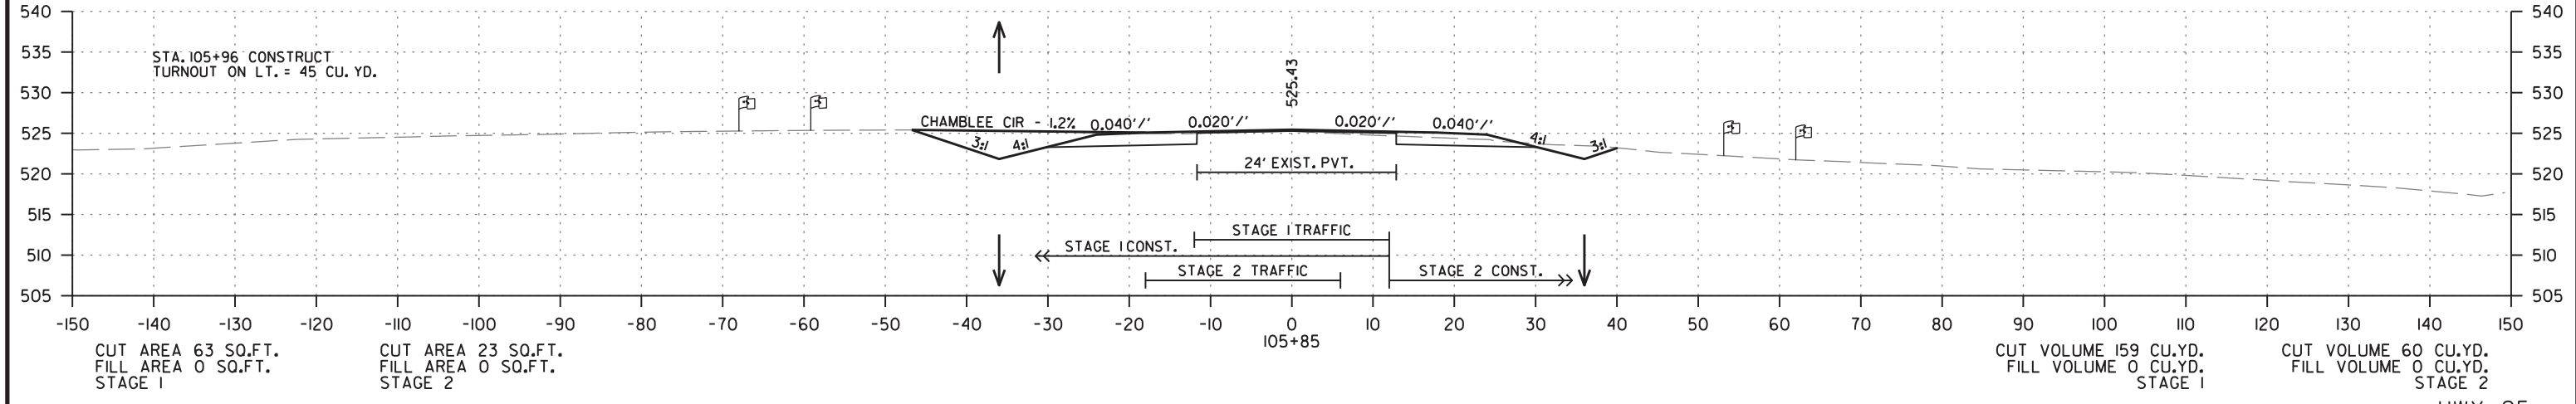 540
535
530
525
520
515
510
505
540
535
530
525
520
515
510
505
STA. 105+96 CONSTRUCT
TURNOUT ON LT. = 45 CU. YD.
525.43
CHAMBLEE CIR - 1.2%
0.040'/'
0.020'/'
0.020'/'
0.040'/'
3:1
4:1
4:1
3:1
24' EXIST. PVT.
STAGE 1 TRAFFIC
STAGE 1 CONST.
STAGE 2 TRAFFIC
STAGE 2 CONST.
-150 -140 -130 -120 -110 -100 -90 -80 -70 -60 -50 -40 -30 -20 -10 0 10 20 30 40 50 60 70 80 90 100 110 120 130 140 150
105+85
CUT AREA 63 SQ.FT.
FILL AREA 0 SQ.FT.
STAGE 1
CUT AREA 23 SQ.FT.
FILL AREA 0 SQ.FT.
STAGE 2
CUT VOLUME 159 CU.YD.
FILL VOLUME 0 CU.YD.
STAGE 1
CUT VOLUME 60 CU.YD.
FILL VOLUME 0 CU.YD.
STAGE 2